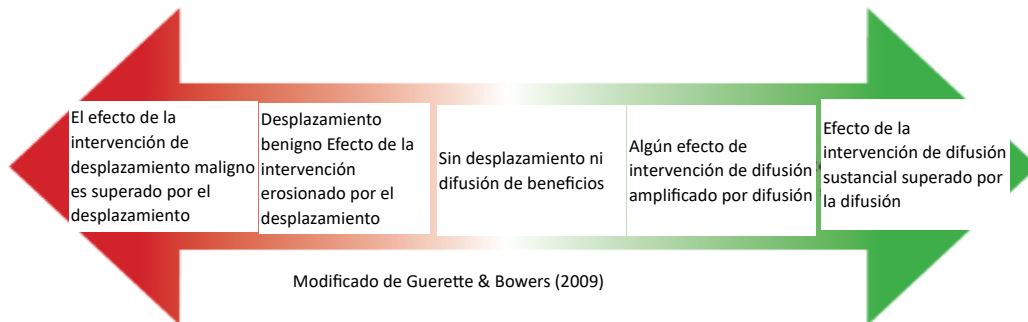 El efecto de la
intervención de
desplazamiento maligno
es superado por el
desplazamiento
Desplazamiento
benigno Efecto de la
intervención
erosionado por el
desplazamiento
Sin desplazamiento ni
difusión de beneficios
Algún efecto de
intervención de difusión
amplificado por difusión
Efecto de la
intervención de difusión
sustancial superado por
la difusión
Modificado de Guerette & Bowers (2009)